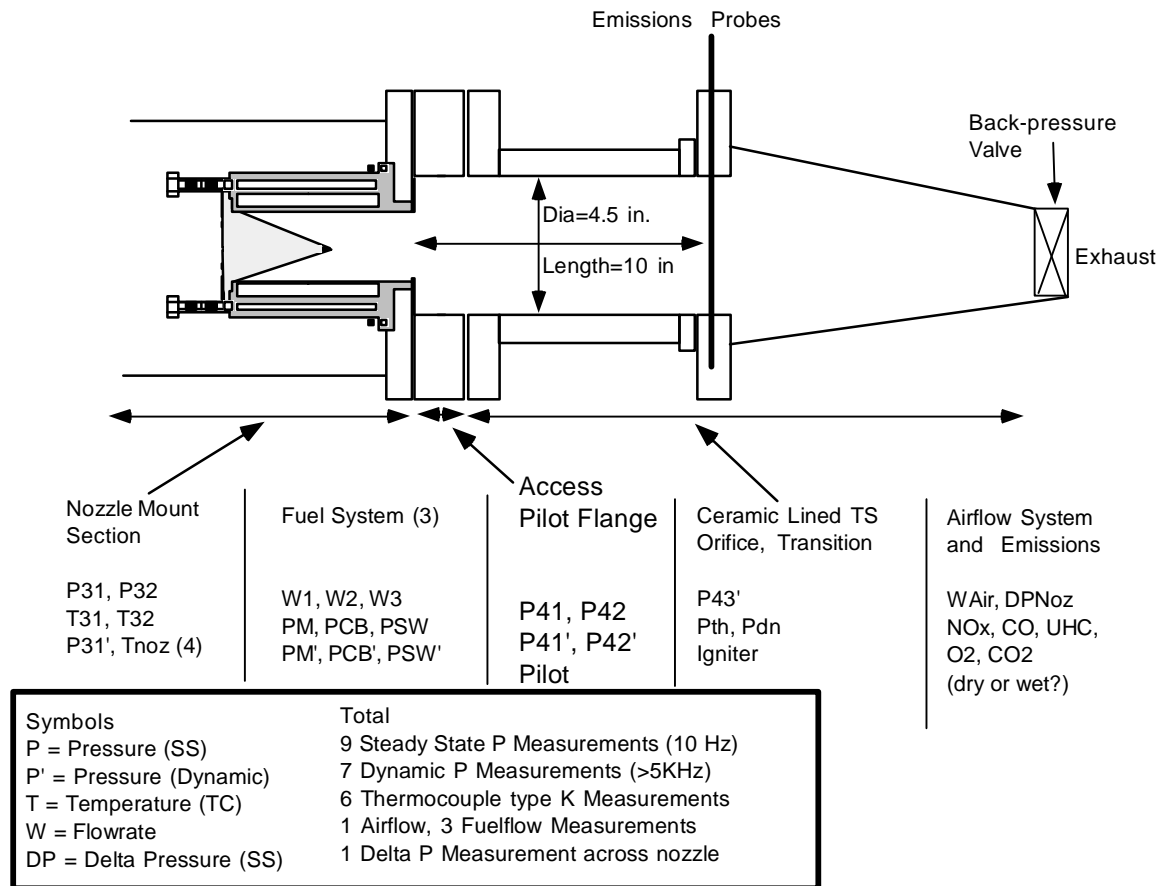 Emissions Probes
Back-pressure
Valve
Dia=4.5 in.
Length=10 in
Exhaust
Nozzle Mount
Section
P31, P32
T31, T32
P31', Tnoz (4)
Fuel System (3)
W1, W2, W3
PM, PCB, PSW
PM', PCB', PSW'
Access
Pilot Flange
P41, P42
P41', P42'
Pilot
Ceramic Lined TS
Orifice, Transition
P43'
Pth, Pdn
Igniter
Airflow System
and Emissions
WAir, DPNoz
NOx, CO, UHC,
O2, CO2
(dry or wet?)
Symbols
P = Pressure (SS)
P' = Pressure (Dynamic)
T = Temperature (TC)
W = Flowrate
DP = Delta Pressure (SS)
Total
9 Steady State P Measurements (10 Hz)
7 Dynamic P Measurements (>5KHz)
6 Thermocouple type K Measurements
1 Airflow, 3 Fuelflow Measurements
1 Delta P Measurement across nozzle